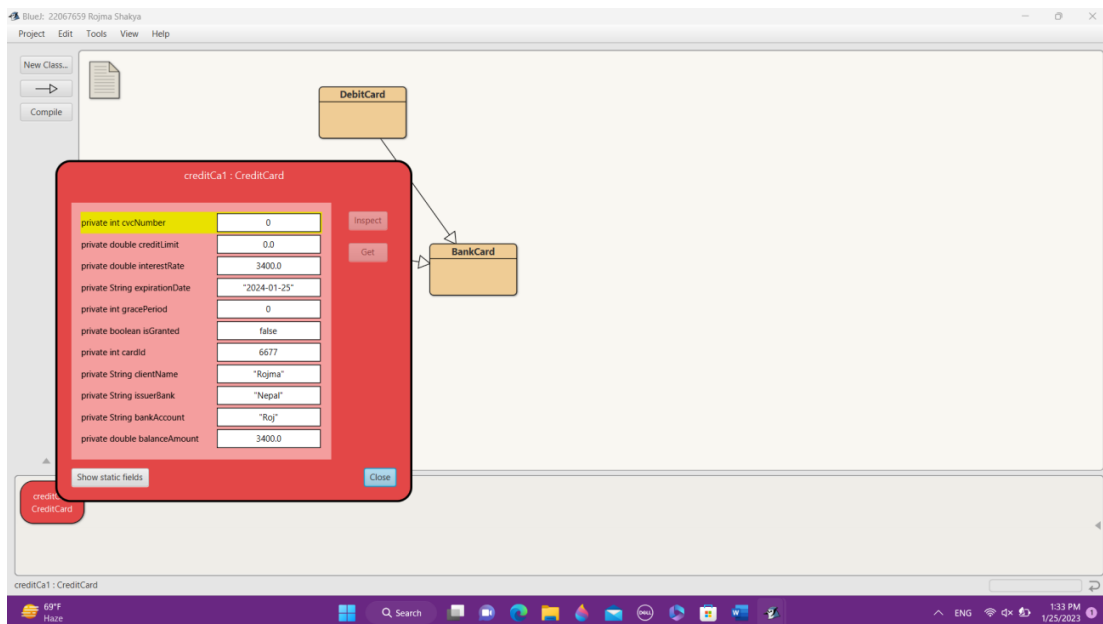 BlueJ: 22067659 Rojma Shakya
Project Edit Tools View Help
New Class...
Compile
DebitCard
BankCard
creditCa1 : CreditCard
private int cvcNumber 0
private double creditLimit 0.0
private double interestRate 3400.0
private String expirationDate "2024-01-25"
private int gracePeriod 0
private boolean isGranted false
private int cardId 6677
private String clientName "Rojma"
private String issuerBank "Nepal"
private String bankAccount "Roj"
private double balanceAmount 3400.0
Inspect
Get
Show static fields
Close
CreditCard
creditCa1 : CreditCard
69°F
Haze
Search
DELL
ENG
1:33 PM
1/25/2023
1